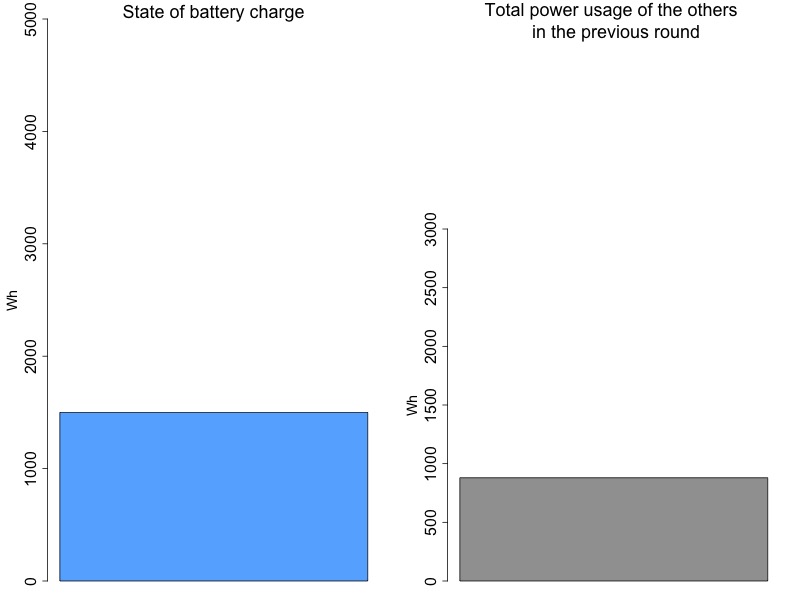 State of battery charge
5000
4000
3000
2000
1000
0
Wh
Total power usage of the others
in the previous round
3000
2500
2000
1500
1000
500
0
Wh